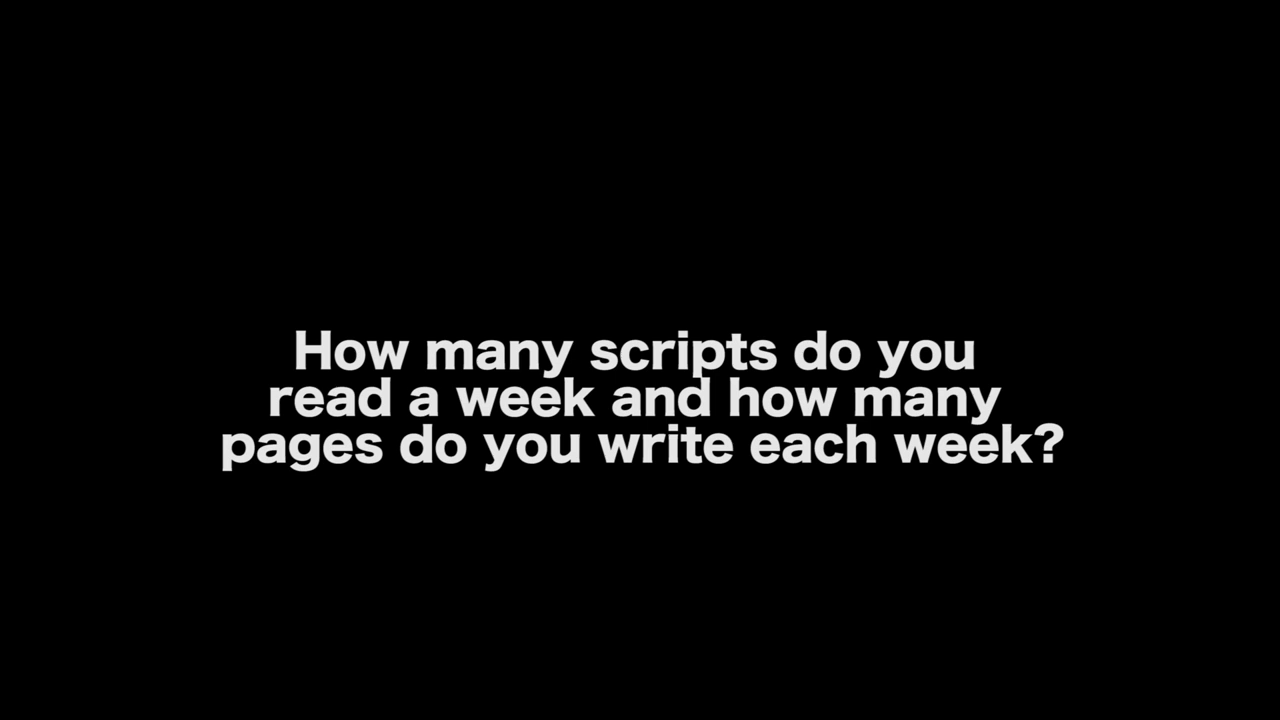 How many scripts do you
read a week and how many
pages do you write each week?